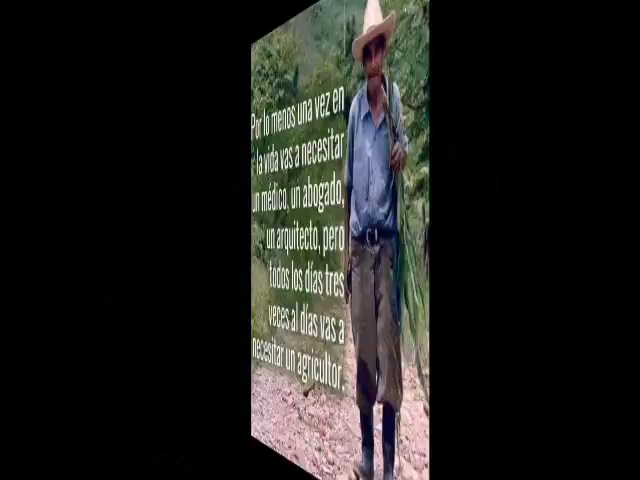 Por lo menos una vez en
la vida vas a necesitar
un médico, un abogado,
un arquitecto, pero
todos los días tres
veces al días vas a
necesitar un agricultor.